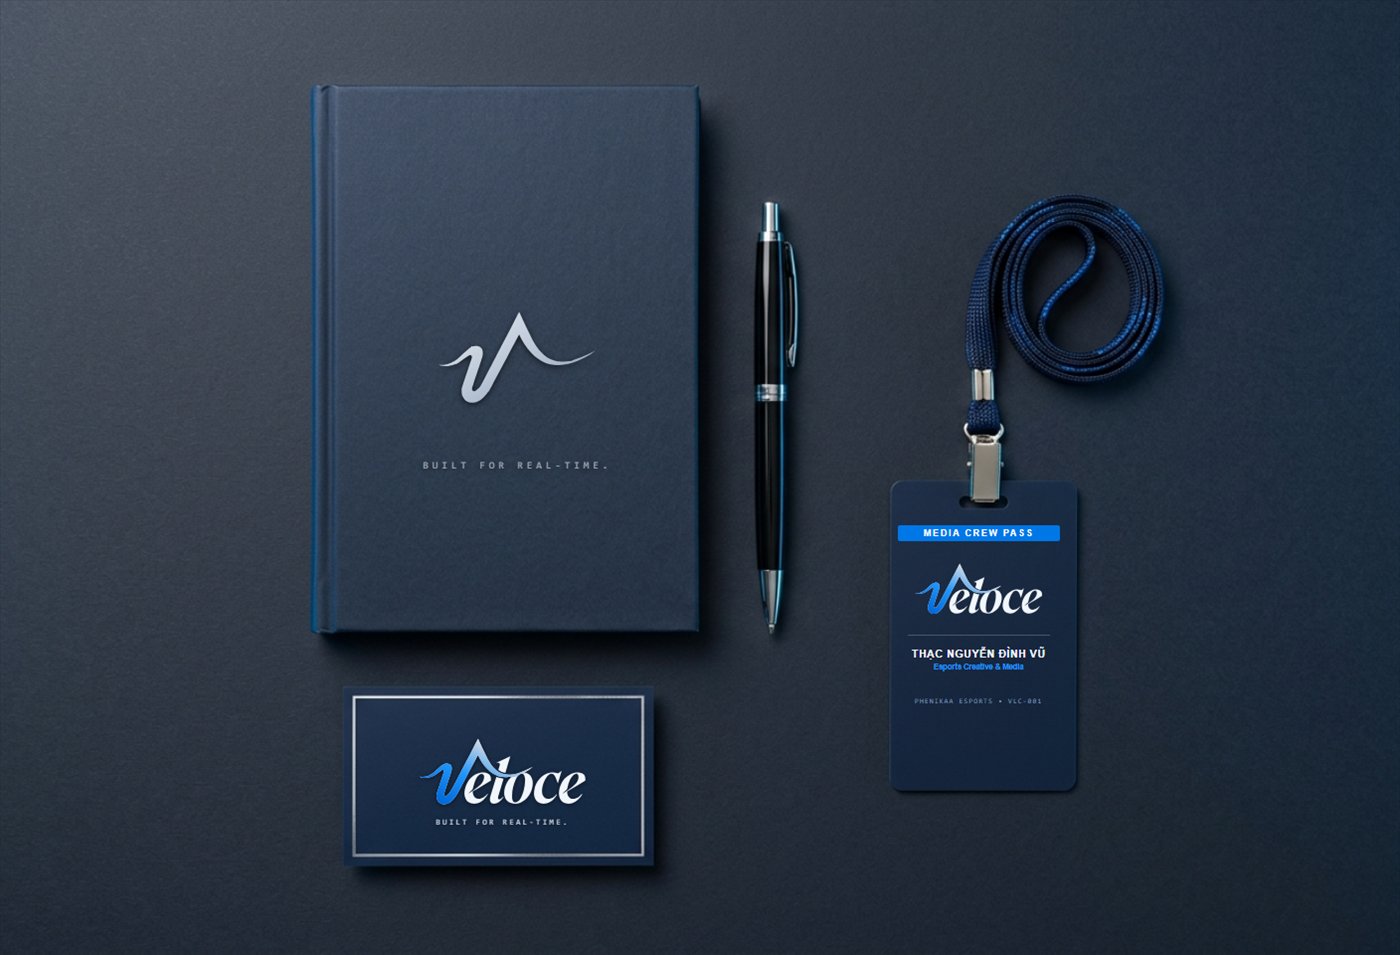 BUILT FOR REAL-TIME.
MEDIA CREW PASS
Veloce
THẠC NGUYỄN ĐÌNH VŨ
Esports Creative & Media
PHENIKAA ESPORTS • VLC-001
Veloce
BUILT FOR REAL-TIME.